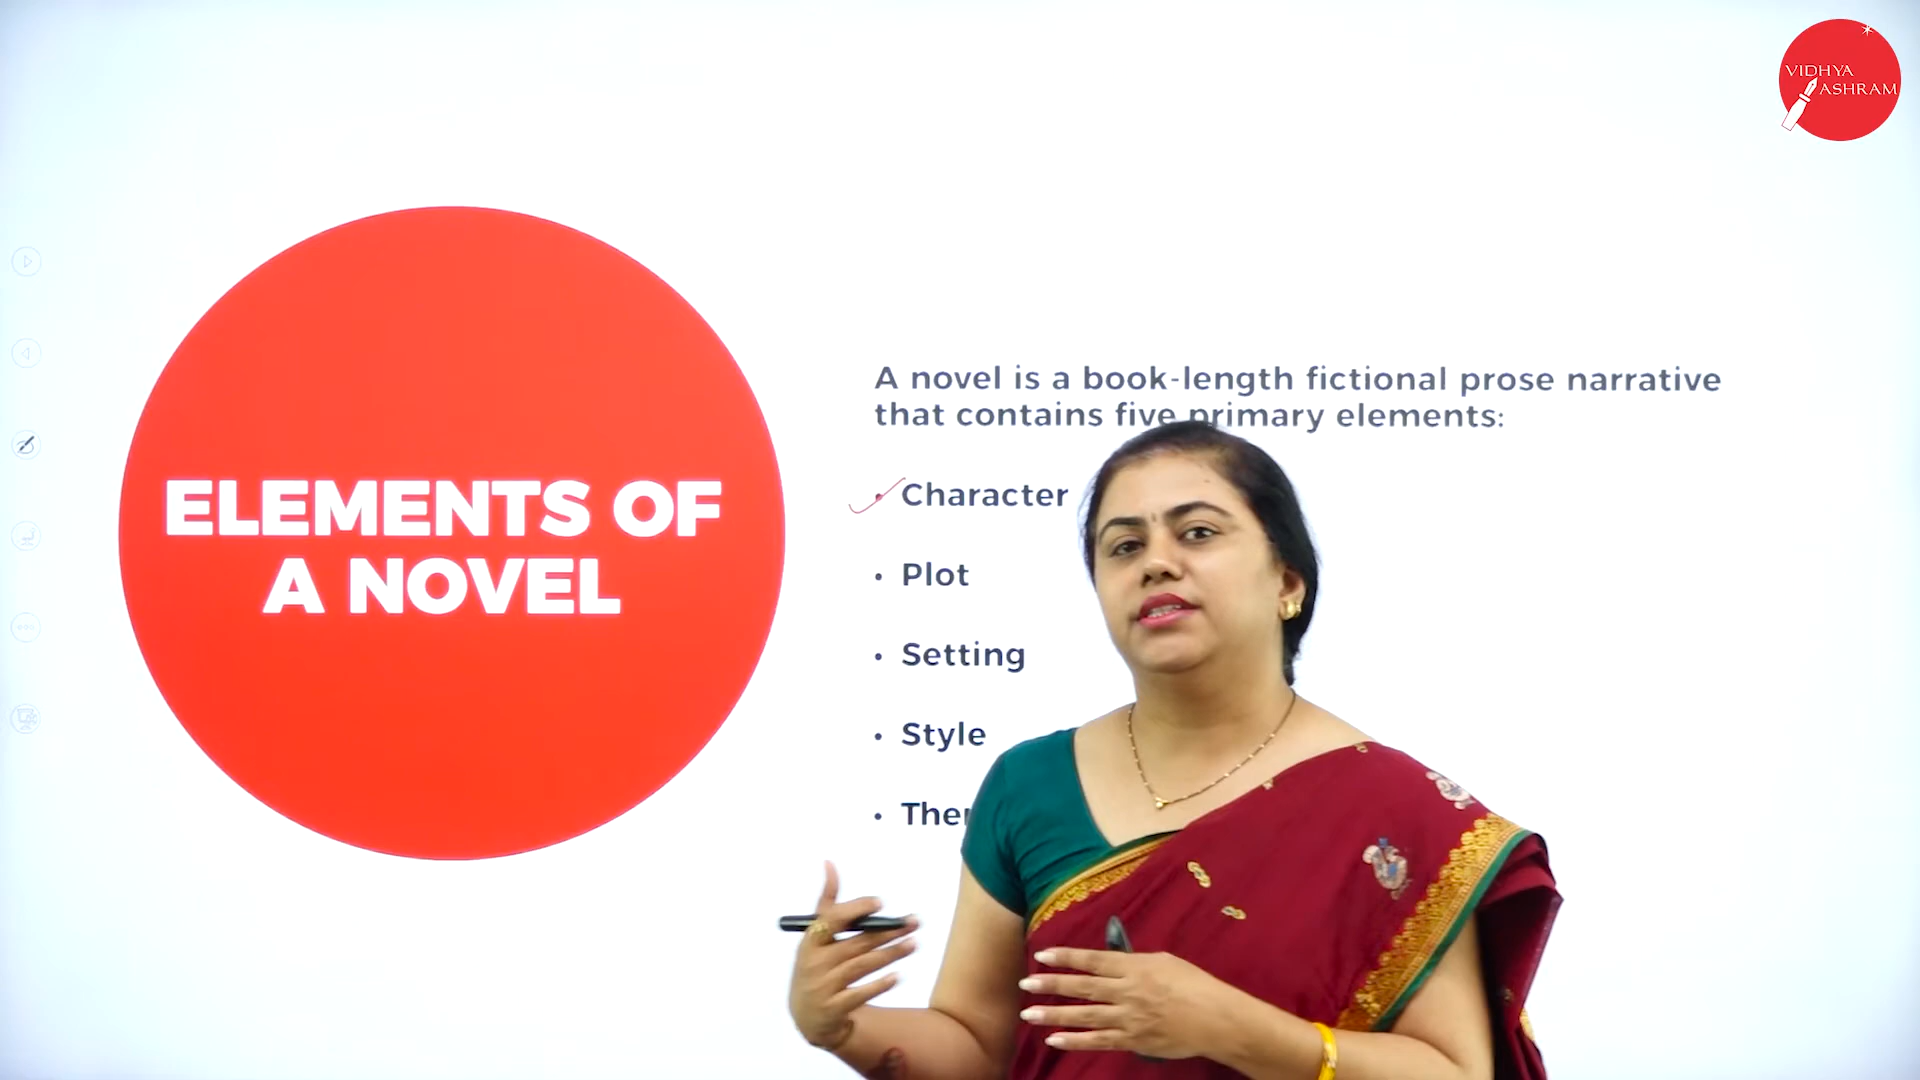 VIDHYA
ASHRAM
ELEMENTS OF
A NOVEL
A novel is a book-length fictional prose narrative
that contains five primary elements:
• Character
• Plot
• Setting
• Style